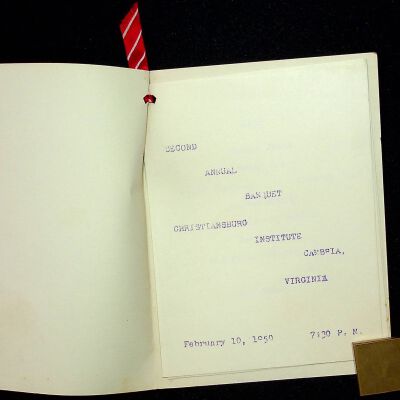 SECOND
ANNUAL
BANQUET
CHRISTIANSBURG
INSTITUTE
CAMBRIA,
VIRGINIA
February 10, 1950 7:30 P. M.